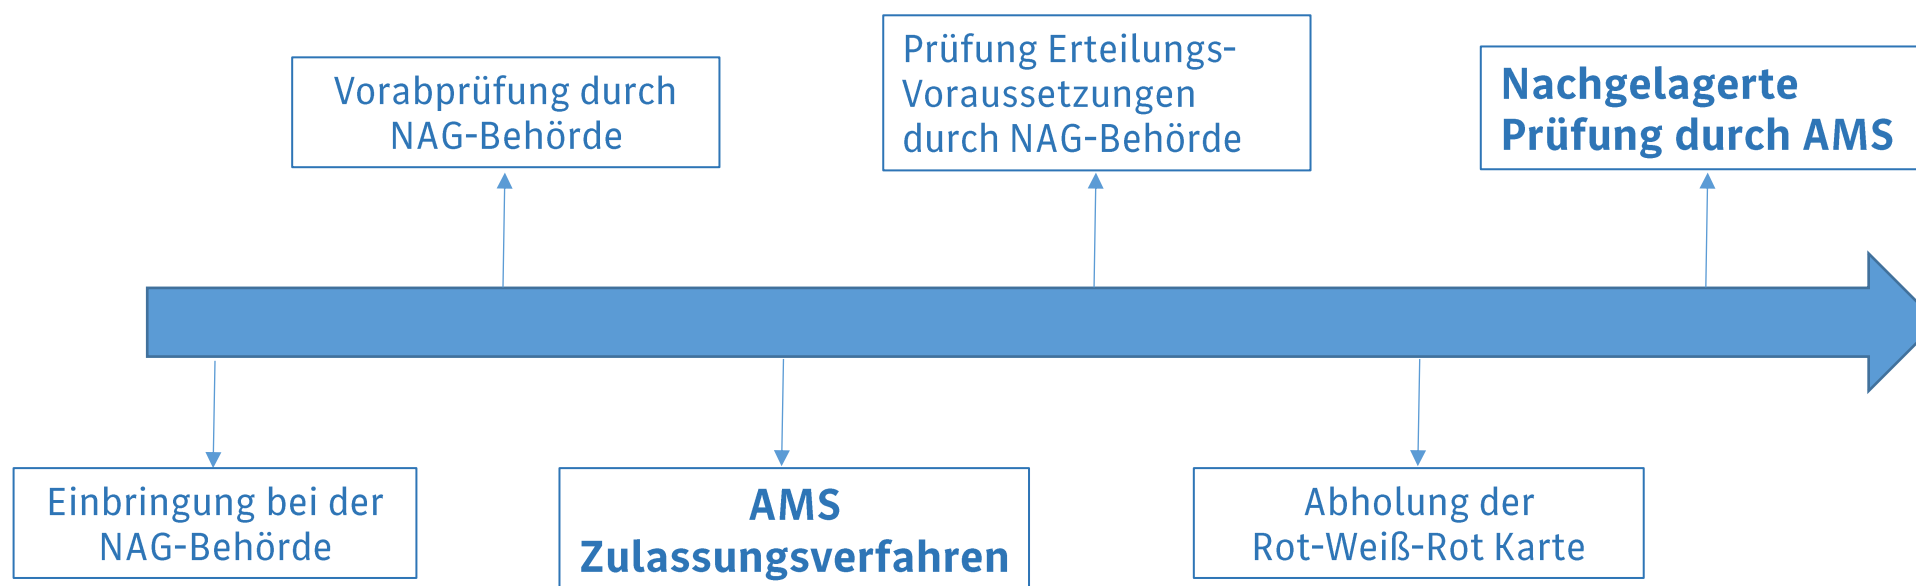 Vorabprüfung durch
NAG-Behörde
Prüfung Erteilungs-
Voraussetzungen
durch NAG-Behörde
Nachgelagerte
Prüfung durch AMS
Einbringung bei der
NAG-Behörde
AMS
Zulassungsverfahren
Abholung der
Rot-Weiß-Rot Karte